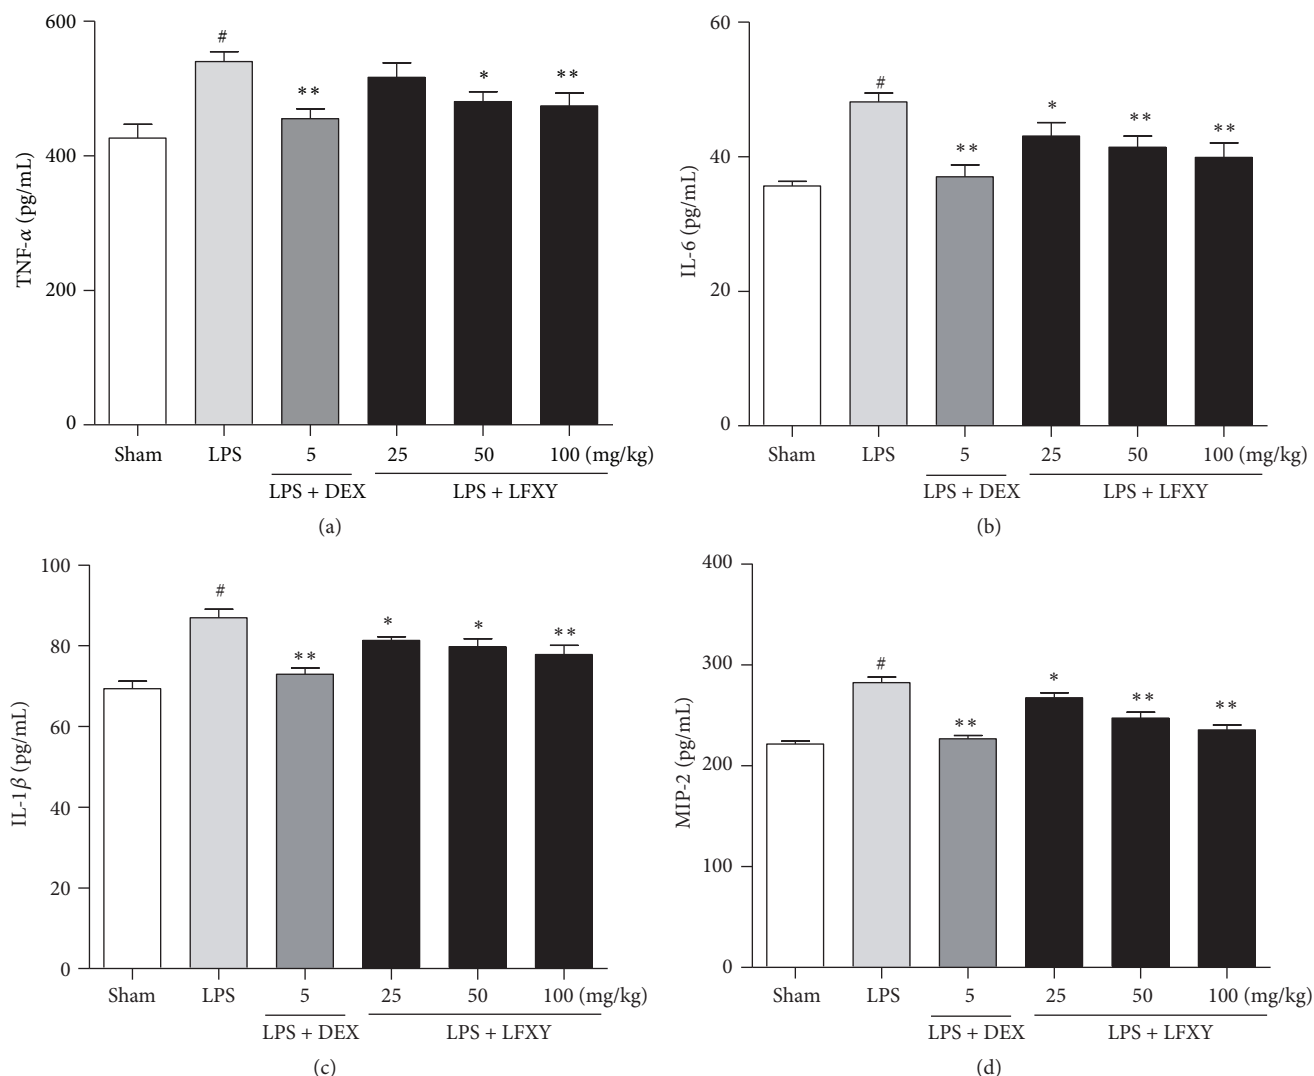 600
400
200
0
TNF-α (pg/mL)
#
**
*
**
Sham LPS 5 25 50 100 (mg/kg)
LPS + DEX LPS + LFXY
(a)
60
40
20
0
IL-6 (pg/mL)
#
**
*
**
**
Sham LPS 5 25 50 100 (mg/kg)
LPS + DEX LPS + LFXY
(b)
100
80
60
40
20
0
IL-1β (pg/mL)
#
**
*
*
**
Sham LPS 5 25 50 100 (mg/kg)
LPS + DEX LPS + LFXY
(c)
400
300
200
100
0
MIP-2 (pg/mL)
#
**
*
**
**
Sham LPS 5 25 50 100 (mg/kg)
LPS + DEX LPS + LFXY
(d)